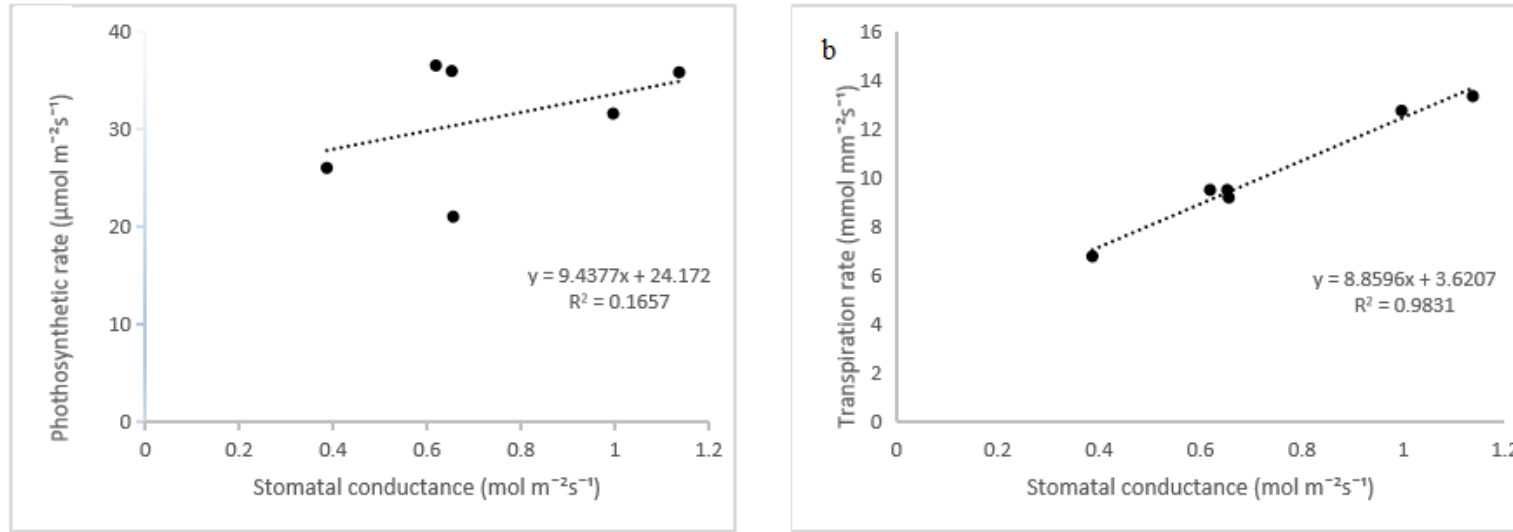 40
30
20
10
0
Phothosynthetic rate (µmol m⁻²s⁻¹)
y = 9.4377x + 24.172
R² = 0.1657
0 0.2 0.4 0.6 0.8 1 1.2
Stomatal conductance (mol m⁻²s⁻¹)
b
16
14
12
10
8
6
4
2
0
Transpiration rate (mmol mm⁻²s⁻¹)
y = 8.8596x + 3.6207
R² = 0.9831
0 0.2 0.4 0.6 0.8 1 1.2
Stomatal conductance (mol m⁻²s⁻¹)